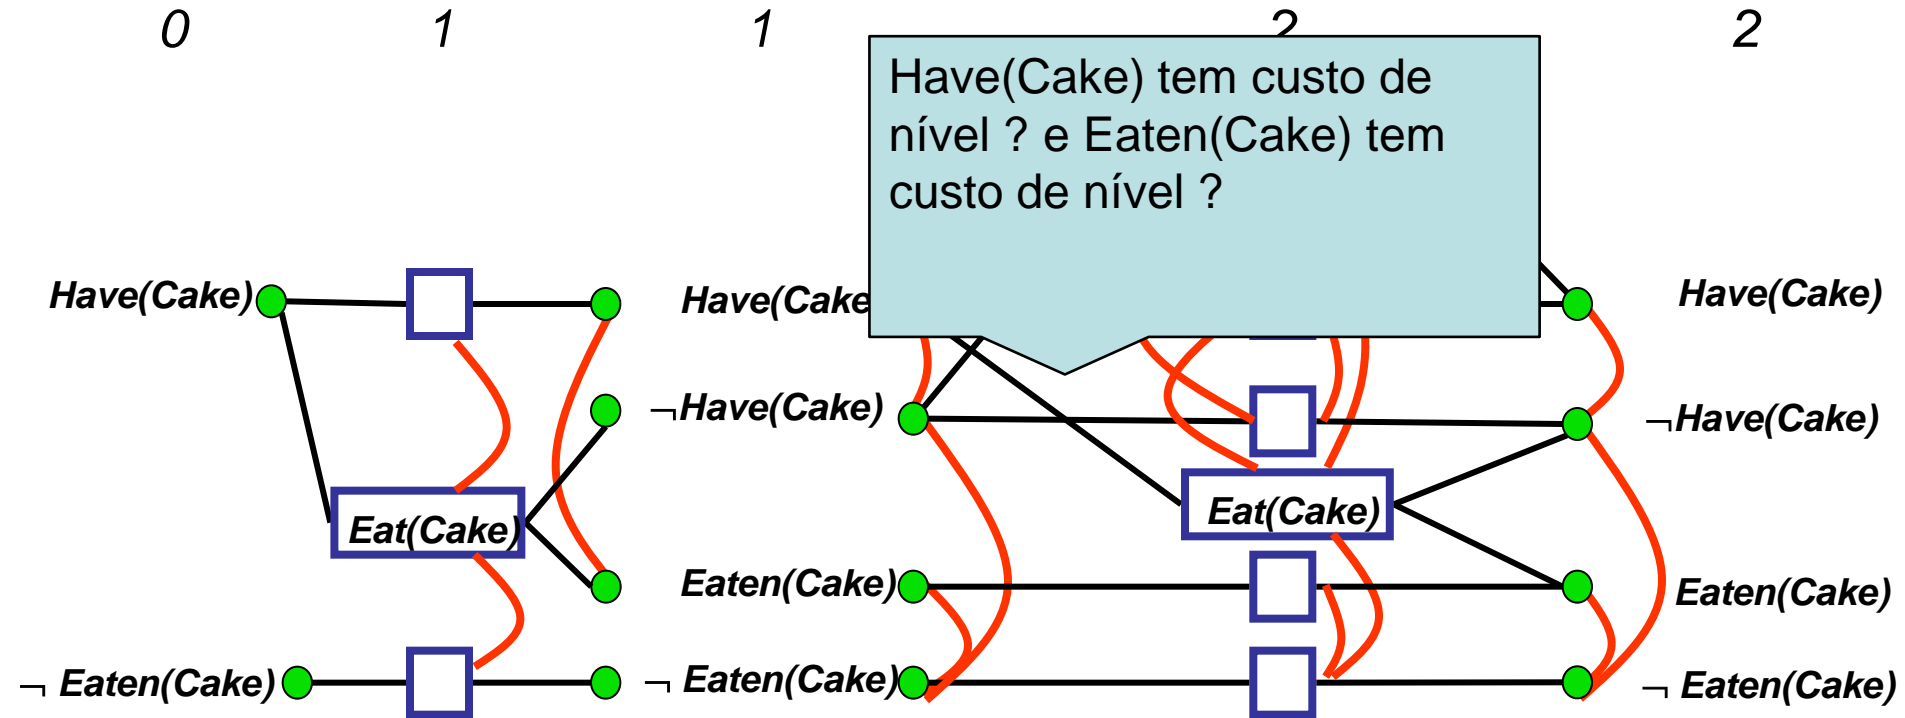 0 1 1 2 2
Have(Cake) tem custo de
nível ? e Eaten(Cake) tem
custo de nível ?
Have(Cake) Have(Cake Have(Cake)
¬Have(Cake) ¬Have(Cake)
Eat(Cake) Eat(Cake)
Eaten(Cake) Eaten(Cake)
¬ Eaten(Cake) ¬ Eaten(Cake) ¬ Eaten(Cake)